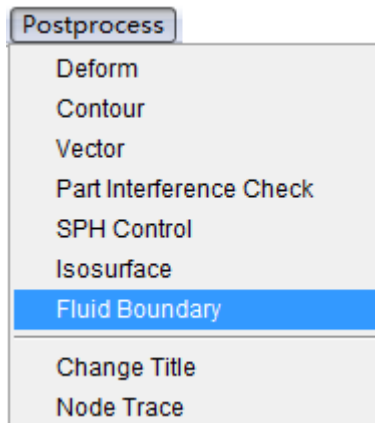 Postprocess
Deform
Contour
Vector
Part Interference Check
SPH Control
Isosurface
Fluid Boundary
Change Title
Node Trace